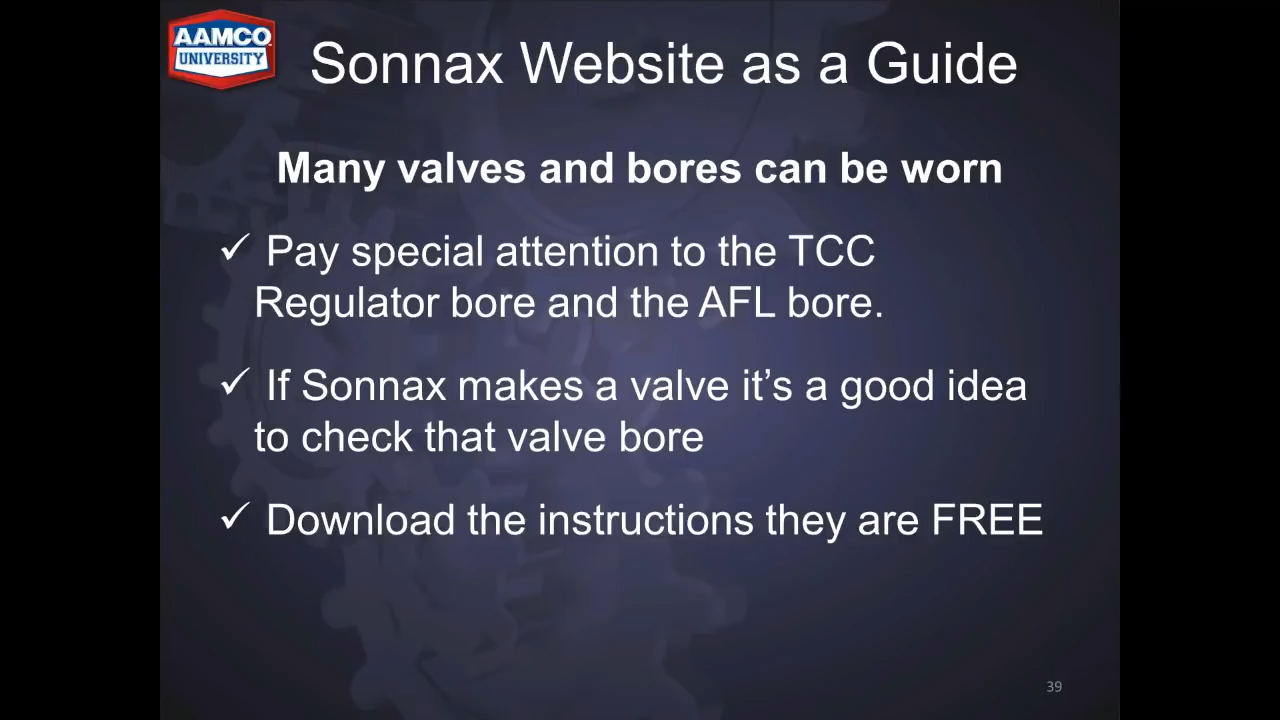 AAMCO
UNIVERSITY
Sonnax Website as a Guide
Many valves and bores can be worn
✓ Pay special attention to the TCC
Regulator bore and the AFL bore.
✓ If Sonnax makes a valve it’s a good idea
to check that valve bore
✓ Download the instructions they are FREE
39